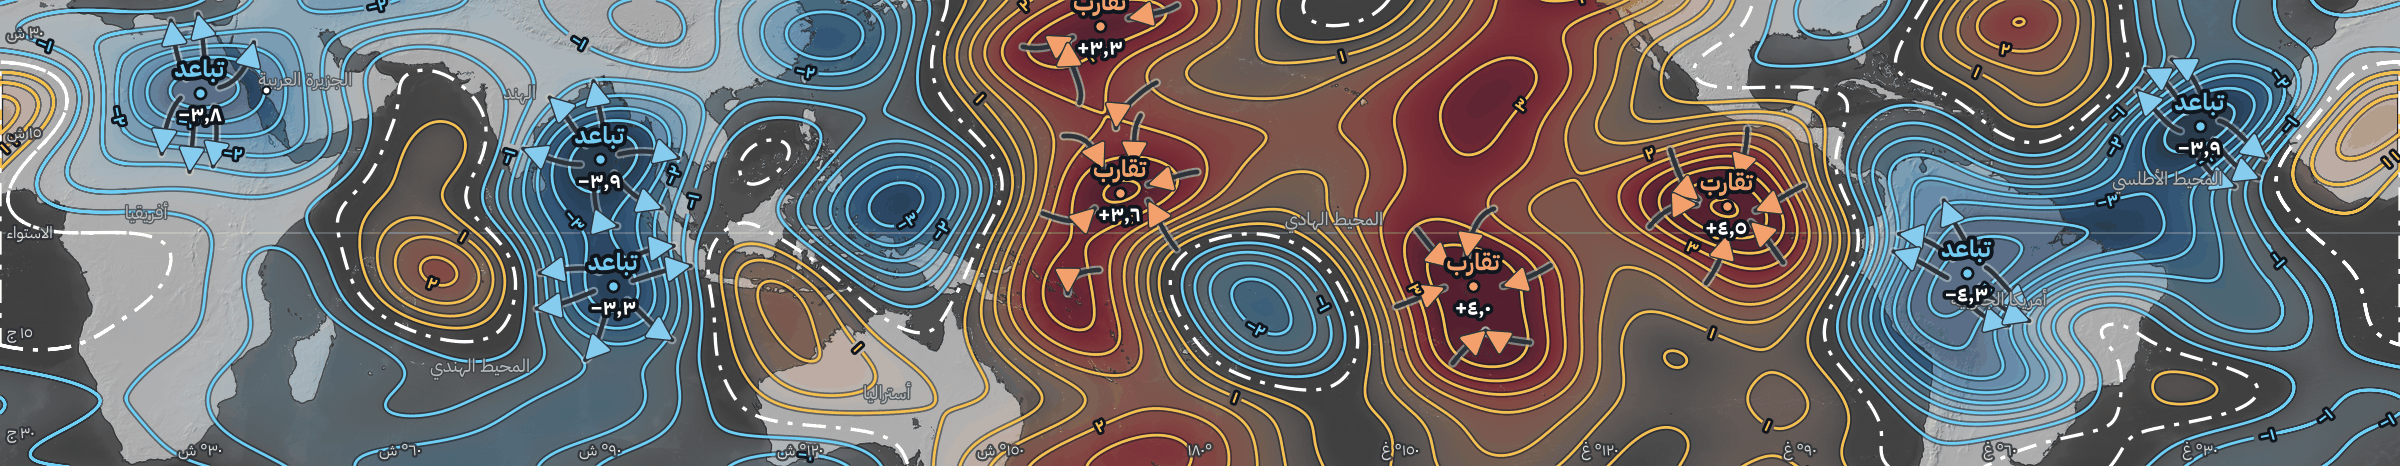 تقارب
+٣,٣
٣٠ ش
تباعد
−٣,٨
الجزيرة العربية
الهند
١٥ ش
تباعد
−٣,٩
تقارب
+٣,٦
تقارب
+٤,٥
تباعد
−٣,٩
المحيط الأطلسي
أفريقيا
الاستواء
المحيط الهادي
تباعد
−٣,٣
تقارب
+٤,٠
تباعد
−٤,٣
١٥ ج
المحيط الهندي
أستراليا
٣٠ ج
٣٠° ش
٦٠° ش
٩٠° ش
١٢٠° ش
١٥٠° ش
١٨٠°
١٥٠° غ
١٢٠° غ
٩٠° غ
٦٠° غ
٣٠° غ